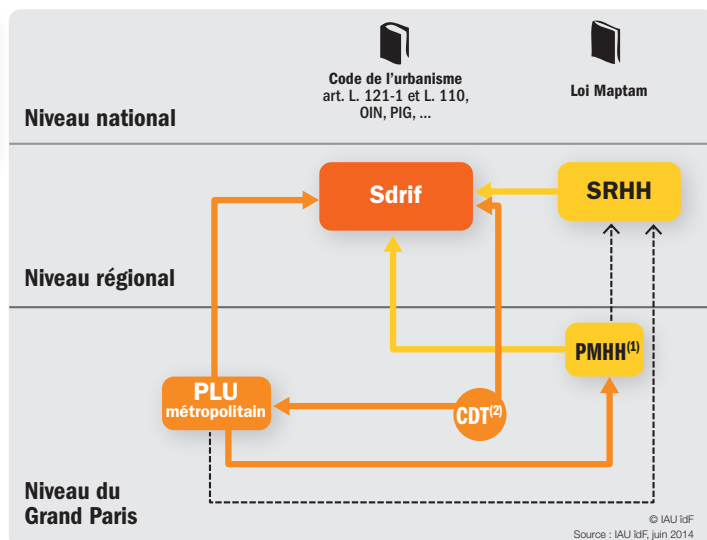 Code de l'urbanisme
art. L. 121-1 et L. 110,
OIN, PIG, ...
Loi Maptam
Niveau national
Sdrif
SRHH
Niveau régional
PMHH(1)
PLU
métropolitain
CDT(2)
Niveau du
Grand Paris
© IAU îdF
Source : IAU îdF, juin 2014